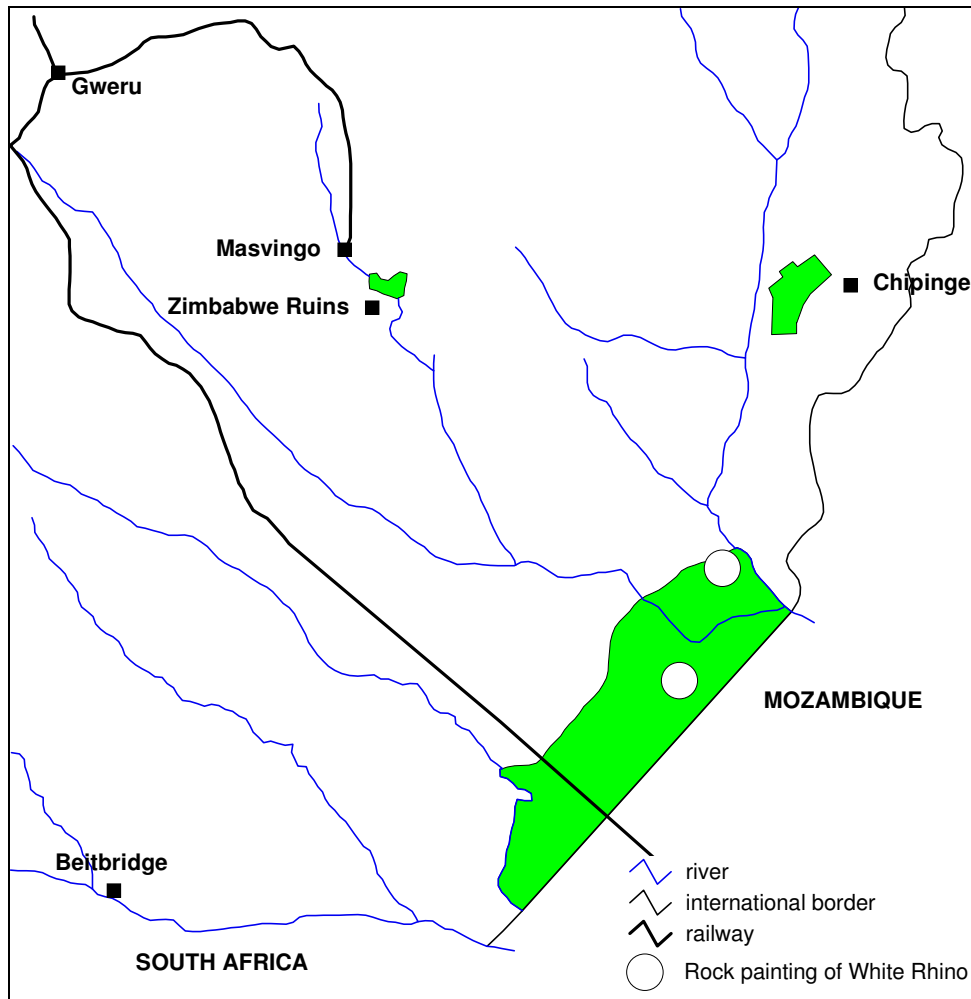 Gweru
Masvingo
Zimbabwe Ruins
Chipinge
MOZAMBIQUE
Beitbridge
SOUTH AFRICA
river
international border
railway
Rock painting of White Rhino